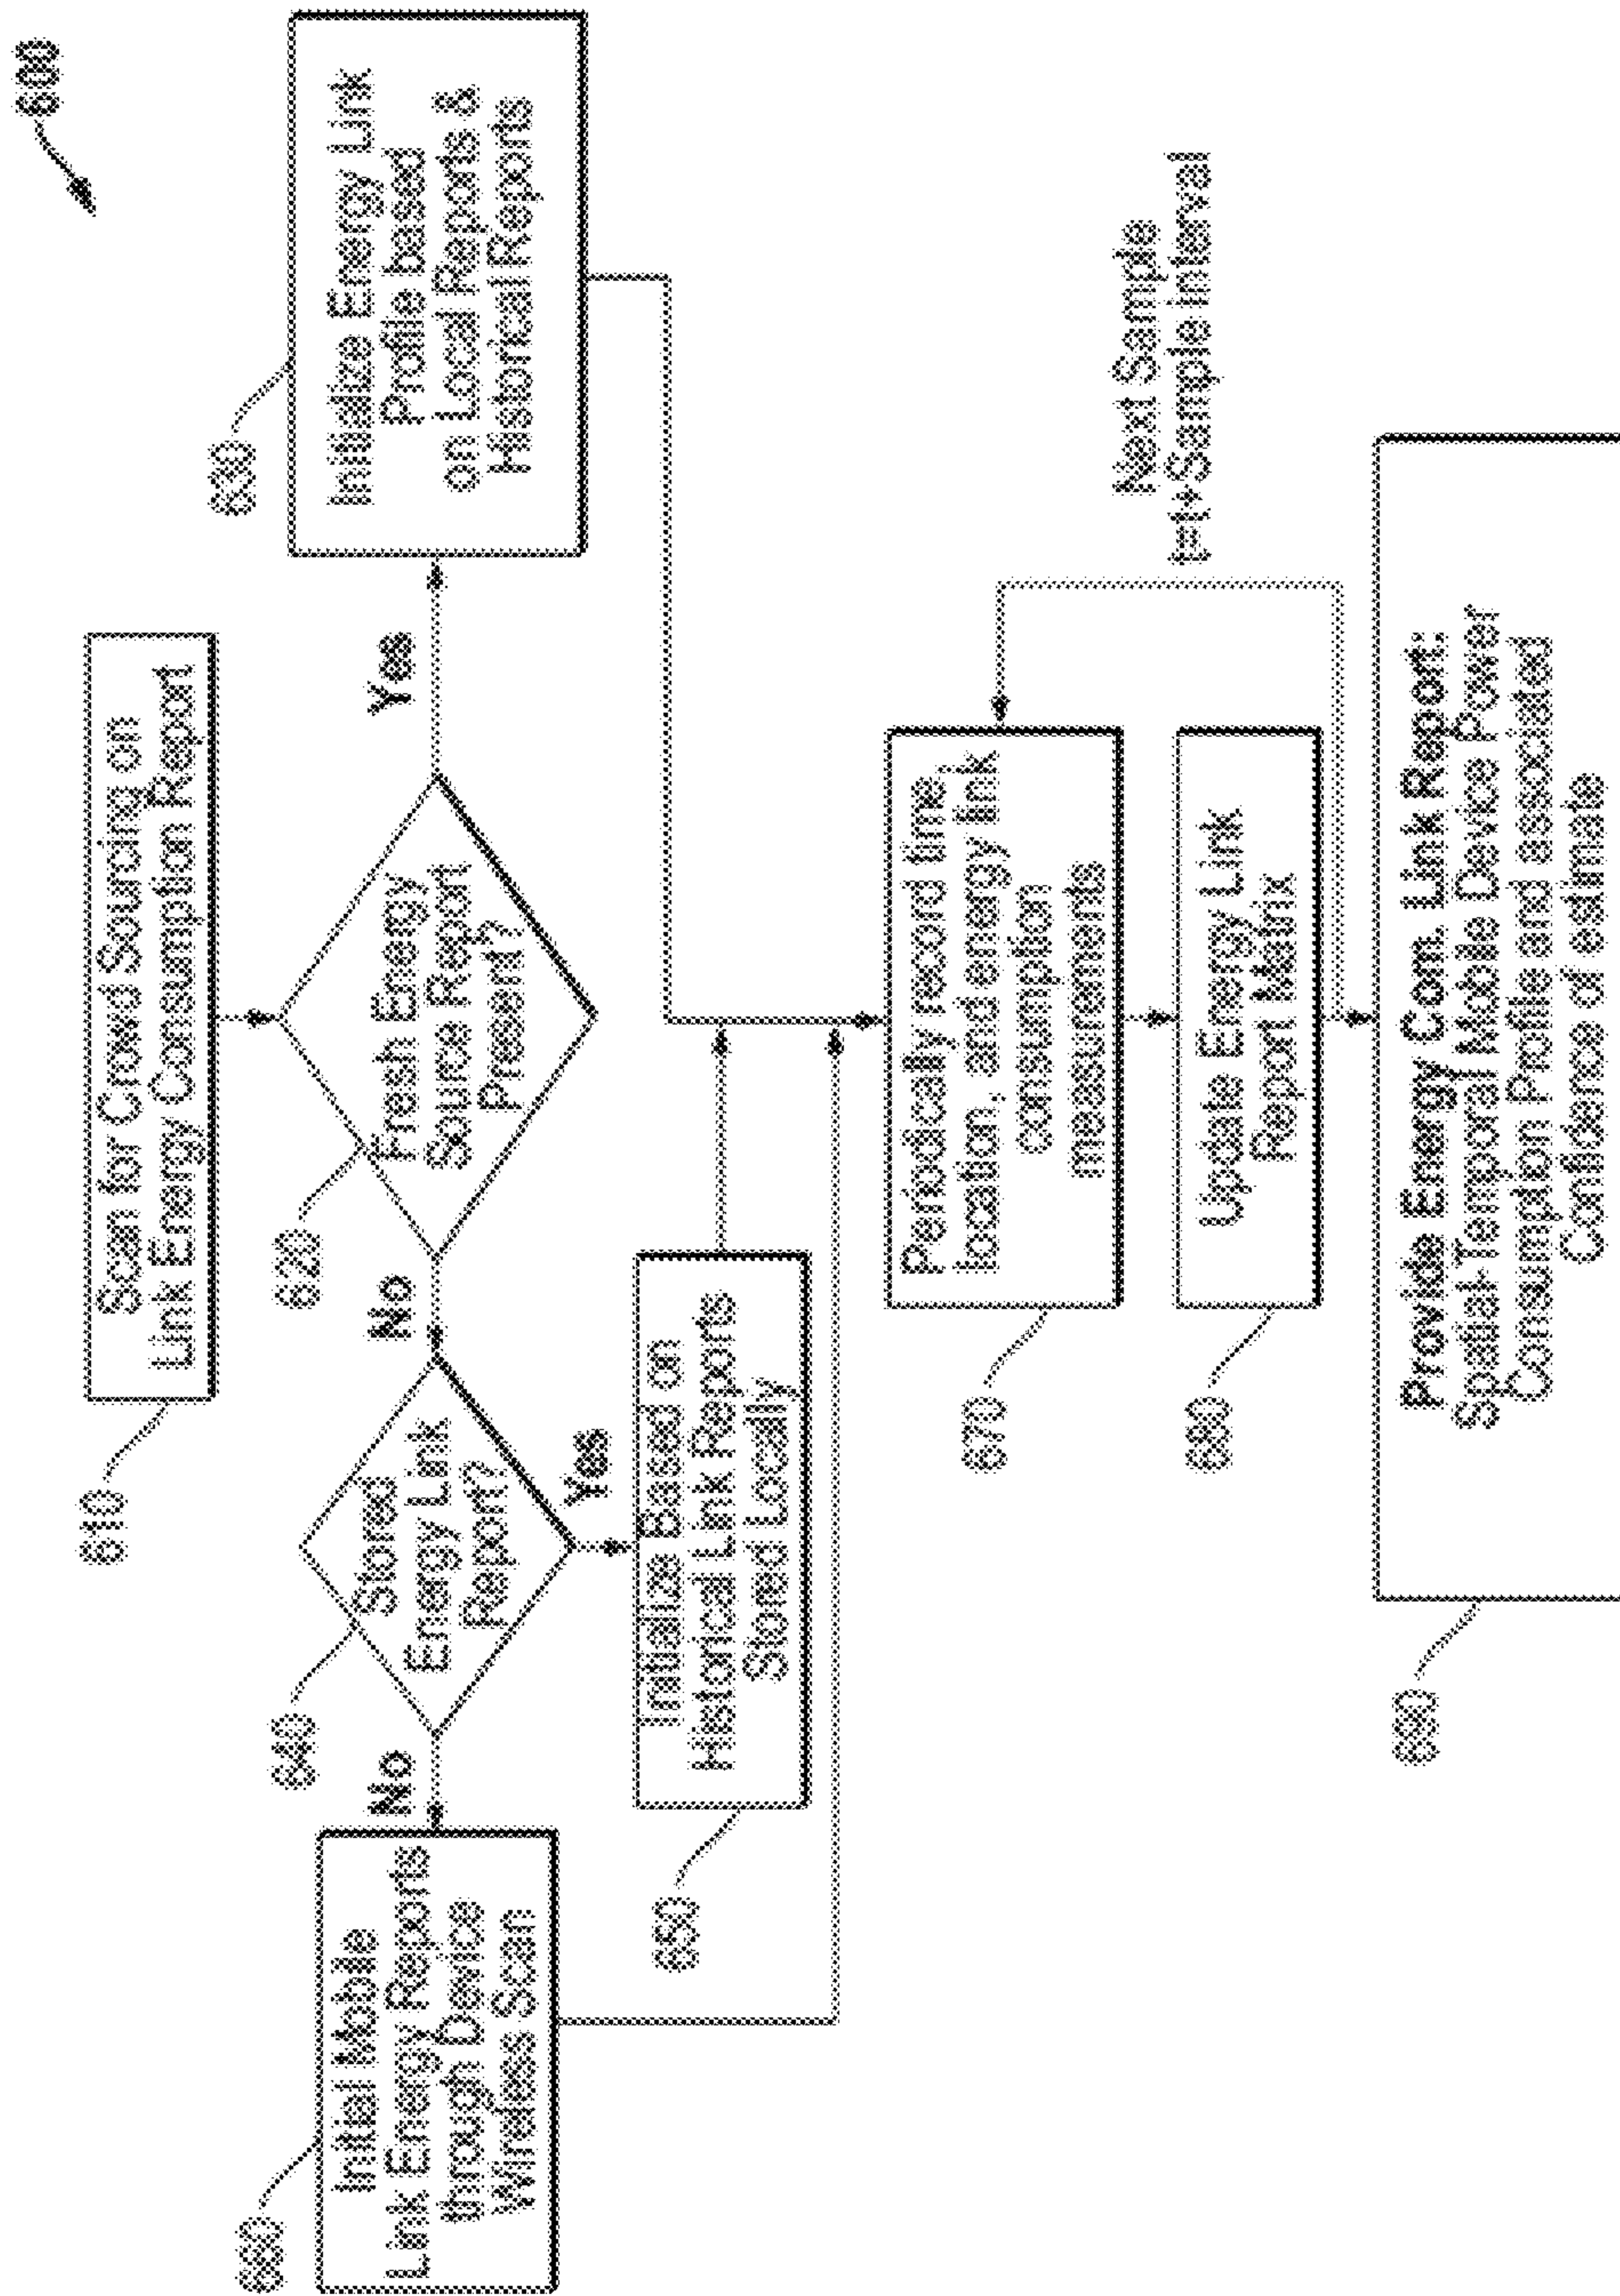 600
610
Scan for Crowd Sourcing on
Link Energy Consumption Report
620
Fresh Energy
Source Report
Present?
Yes
630
Initialize Energy Link
Profile based
on Local Reports &
Historical Reports
No
640
Stored
Energy Link
Report?
Yes
650
Initialize Based on
Historical Link Reports
Stored Locally
No
660
Initial Mobile
Link Energy Reports
through Device
Wireless Scan
670
Periodically record time,
location, and energy link
consumption
measurements
Next Sample
t=t+Sample interval
680
Update Energy Link
Report Matrix
690
Provide Energy Com. Link Report:
Spatial-Temporal Mobile Device Power
Consumption Profile and associated
Confidence of estimate